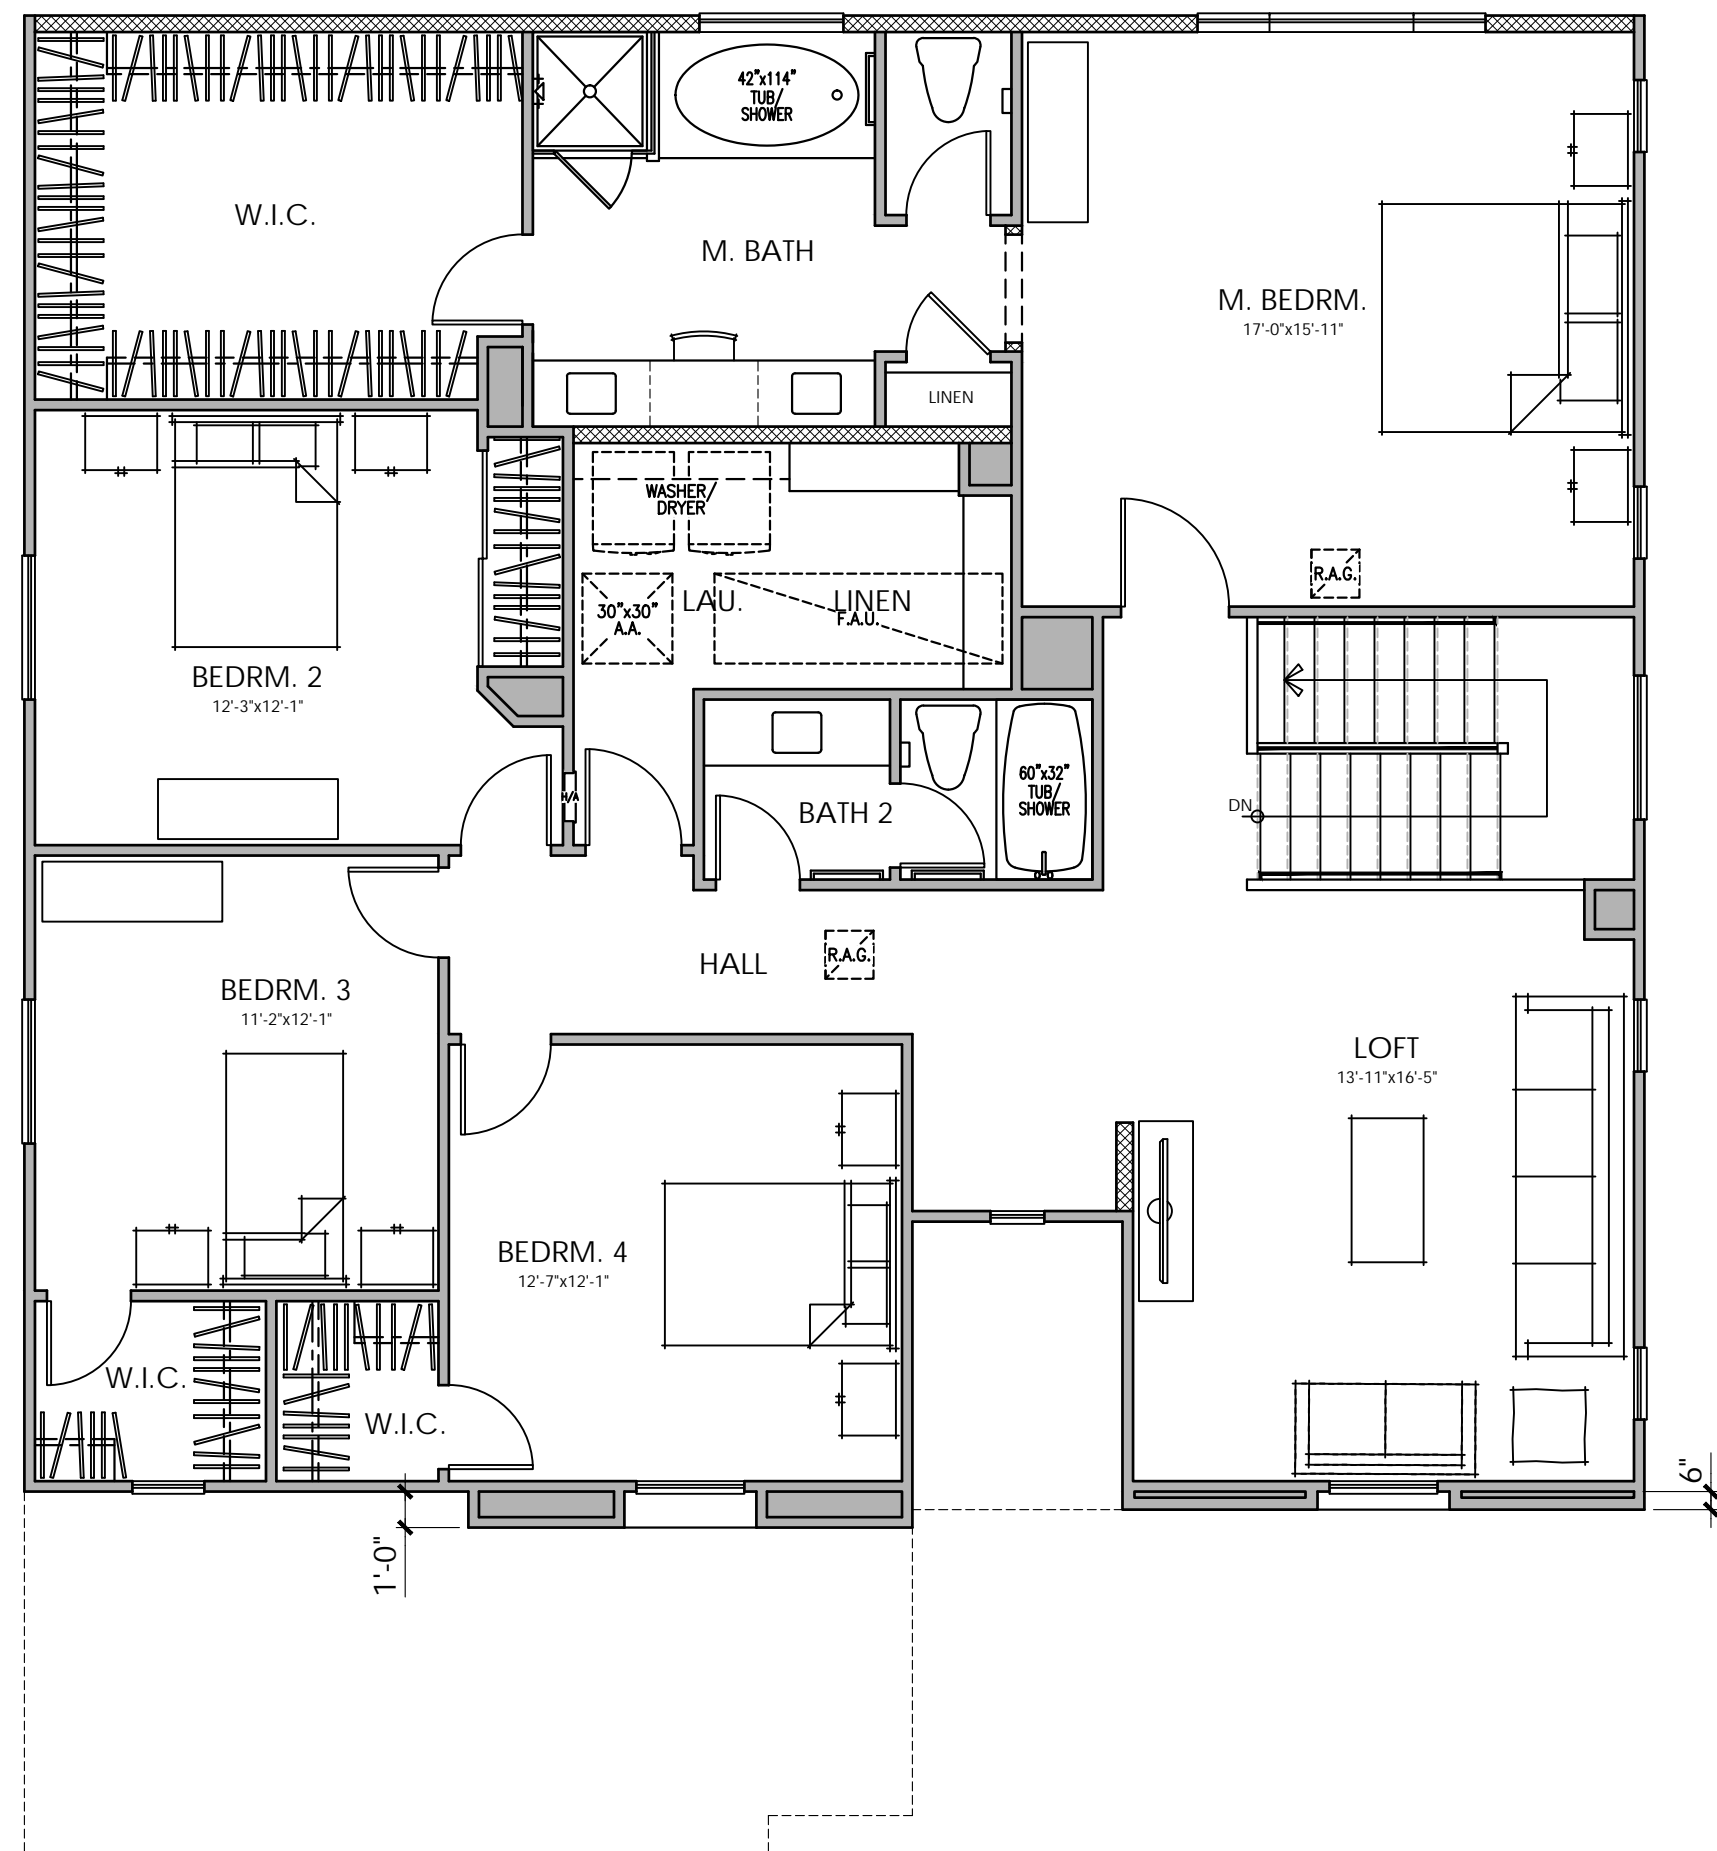 42"x114"
TUB/
SHOWER
W.I.C.
M. BATH
M. BEDRM.
17'-0"x15'-11"
LINEN
WASHER/
DRYER
R.A.G.
30"x30"
A.A.
LAU.
LINEN
F.A.U.
BEDRM. 2
12'-3"x12'-1"
H/A
60"x32"
TUB/
SHOWER
BATH 2
DN
HALL
R.A.G.
BEDRM. 3
11'-2"x12'-1"
LOFT
13'-11"x16'-5"
BEDRM. 4
12'-7"x12'-1"
W.I.C.
W.I.C.
6"
1'-0"